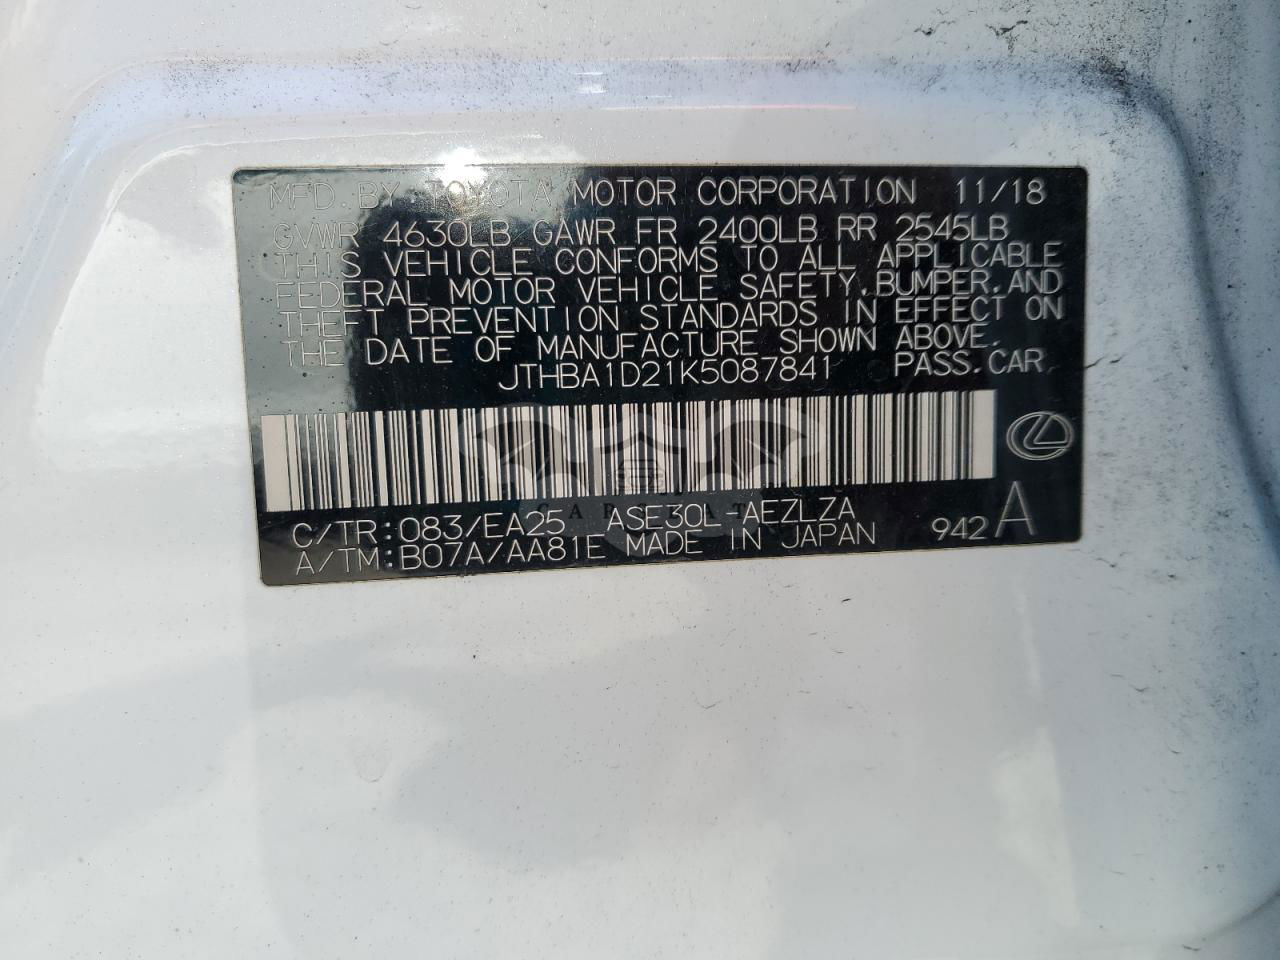 MFD.BY TOYOTA MOTOR CORPORATION 11/18
GVWR 4630LB GAWR FR 2400LB RR 2545LB
THIS VEHICLE CONFORMS TO ALL APPLICABLE
FEDERAL MOTOR VEHICLE SAFETY,BUMPER,AND
THEFT PREVENTION STANDARDS IN EFFECT ON
THE DATE OF MANUFACTURE SHOWN ABOVE.
JTHBA1D21K5087841 PASS.CAR
C/TR:083/EA25 ASE30L-AEZLZA
A/TM:B07A/AA81E MADE IN JAPAN 942 A